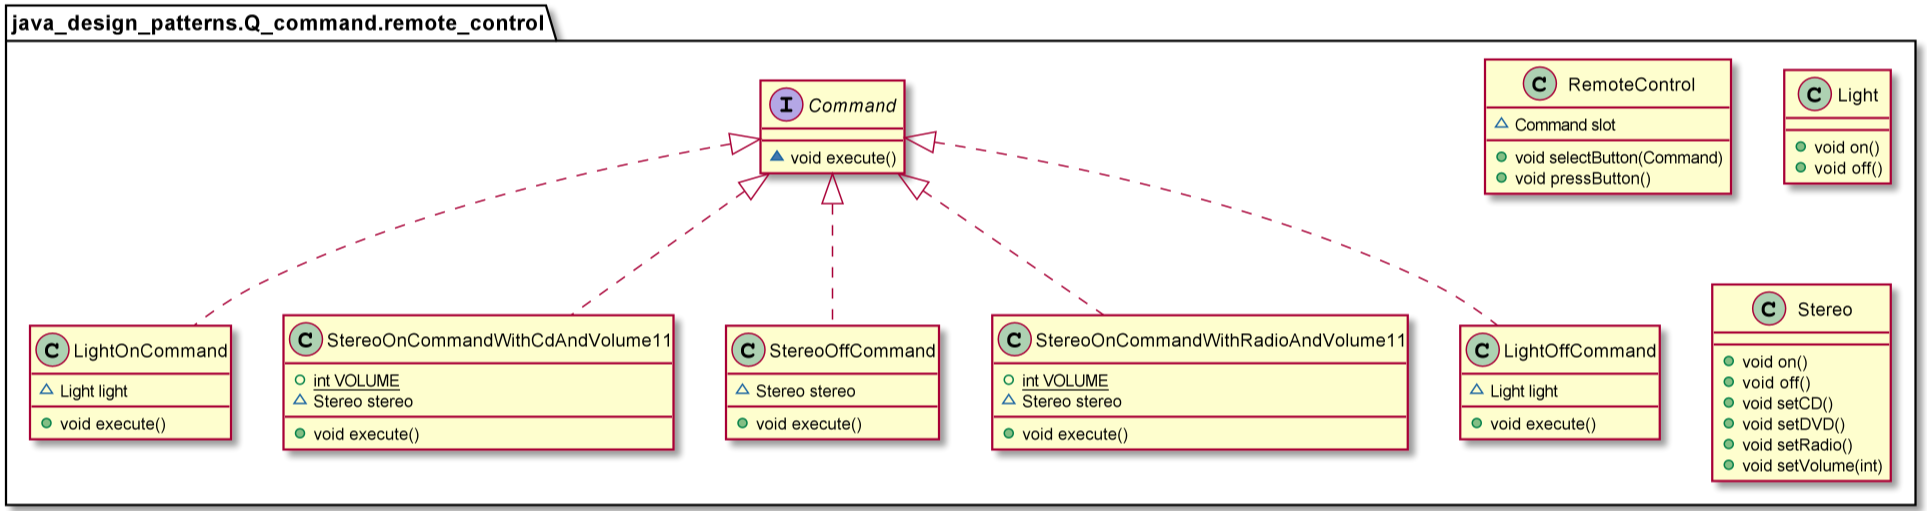 java_design_patterns.Q_command.remote_control
I Command
void execute()
C RemoteControl
Command slot
void selectButton(Command)
void pressButton()
C Light
void on()
void off()
C LightOnCommand
Light light
void execute()
C StereoOnCommandWithCdAndVolume11
int VOLUME
Stereo stereo
void execute()
C StereoOffCommand
Stereo stereo
void execute()
C StereoOnCommandWithRadioAndVolume11
int VOLUME
Stereo stereo
void execute()
C LightOffCommand
Light light
void execute()
C Stereo
void on()
void off()
void setCD()
void setDVD()
void setRadio()
void setVolume(int)